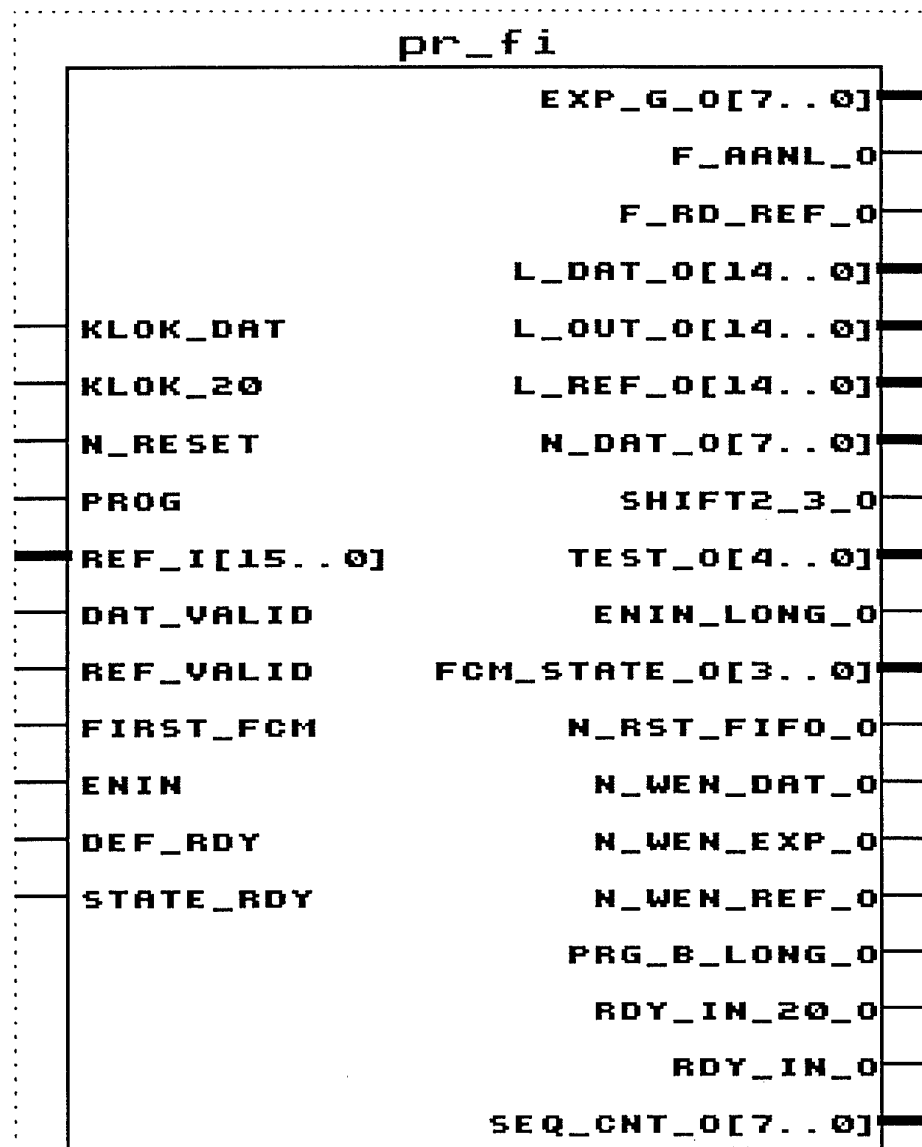 pr_fi
EXP_G_O[7..0]
F_AANL_O
F_RD_REF_O
L_DAT_O[14..0]
KLOK_DAT L_OUT_O[14..0]
KLOK_20 L_REF_O[14..0]
N_RESET N_DAT_O[7..0]
PROG SHIFT2_3_O
REF_I[15..0] TEST_O[4..0]
DAT_VALID ENIN_LONG_O
REF_VALID FCM_STATE_O[3..0]
FIRST_FCM N_RST_FIFO_O
ENIN N_WEN_DAT_O
DEF_RDY N_WEN_EXP_O
STATE_RDY N_WEN_REF_O
PRG_B_LONG_O
RDY_IN_20_O
RDY_IN_O
SEQ_CNT_O[7..0]